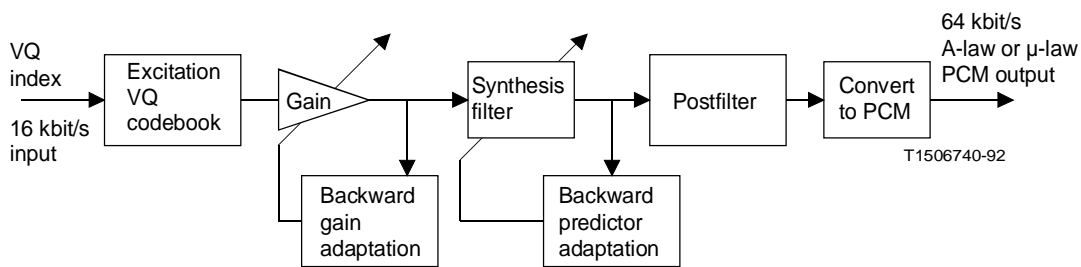 VQ
index
16 kbit/s
input
Excitation
VQ
codebook
Gain
Backward
gain
adaptation
Synthesis
filter
Backward
predictor
adaptation
Postfilter
Convert
to PCM
64 kbit/s
A-law or µ-law
PCM output
T1506740-92